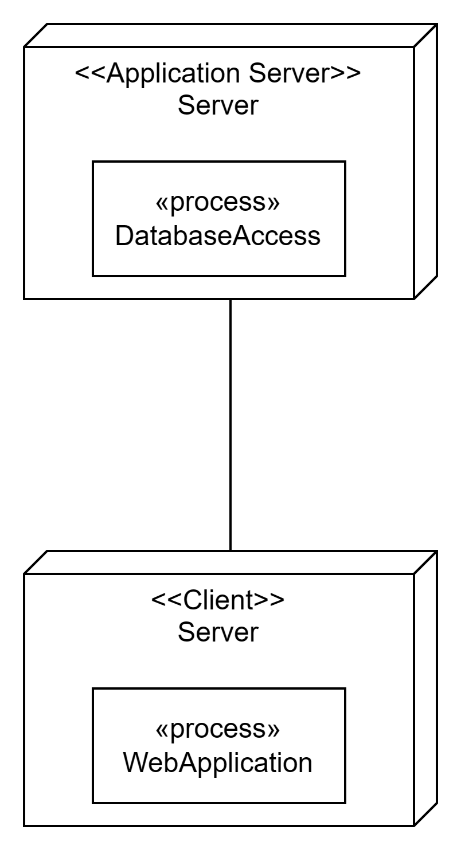 <<Application Server>>
Server
«process»
DatabaseAccess
<<Client>>
Server
«process»
WebApplication